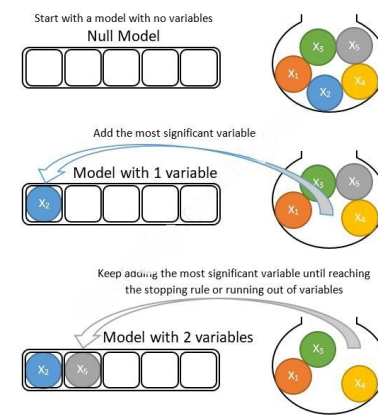 Start with a model with no variables
Null Model
X3
X5
X1
X4
X2
Add the most significant variable
Model with 1 variable
X2
X3
X5
X1
X4
Keep adding the most significant variable until reaching
the stopping rule or running out of variables
Model with 2 variables
X2
X5
X3
X1
X4